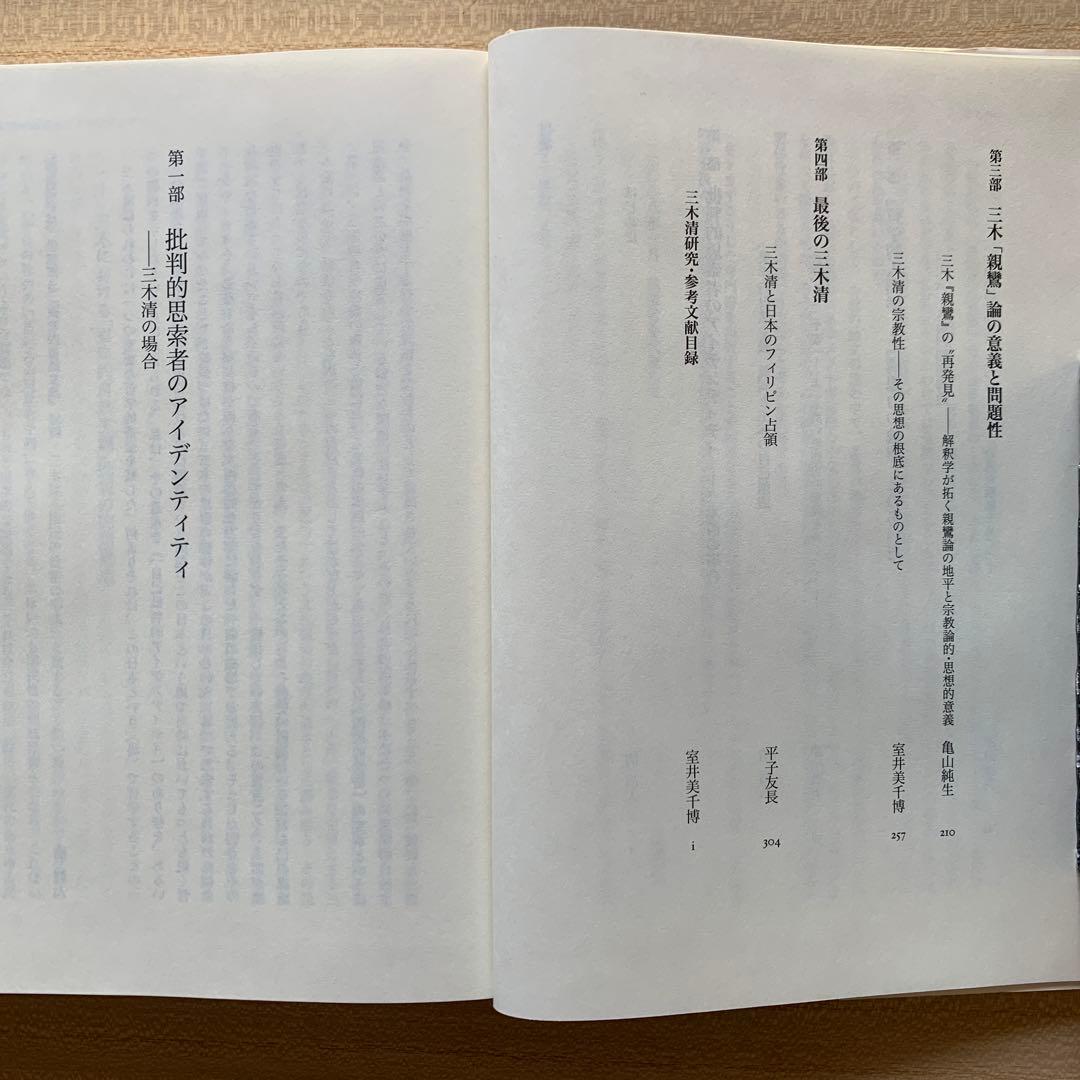 第三部 三木「親鸞」論の意義と問題性
三木『親鸞』の〝再発見〟――解釈学が拓く親鸞論の地平と宗教論的・思想的意義 亀山純生 210
三木清の宗教性――その思想の根底にあるものとして 室井美千博 257
第四部 最後の三木清
三木清と日本のフィリピン占領 平子友長 304
三木清研究・参考文献目録 室井美千博 i
第一部 批判的思索者のアイデンティティ
――三木清の場合